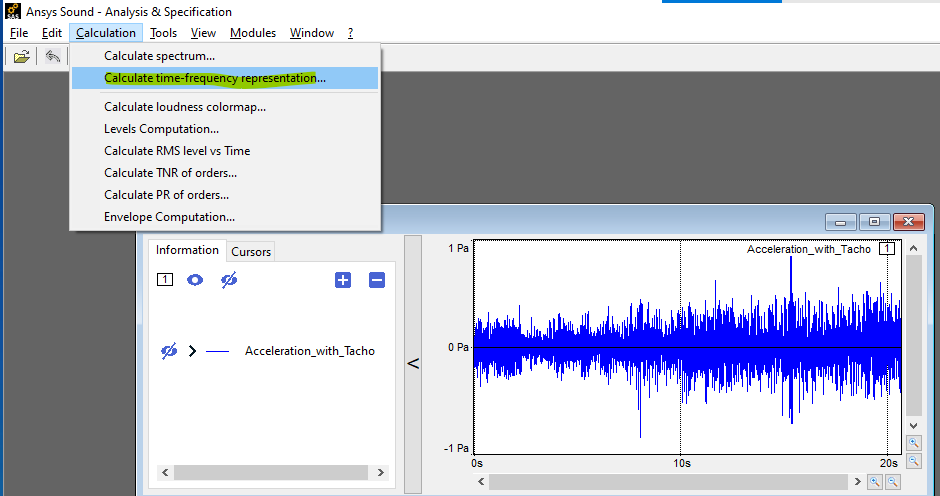 SAS Ansys Sound - Analysis & Specification
File Edit Calculation Tools View Modules Window ?
Calculate spectrum...
Calculate time-frequency representation...
Calculate loudness colormap...
Levels Computation...
Calculate RMS level vs Time
Calculate TNR of orders...
Calculate PR of orders...
Envelope Computation...
Information Cursors
1
Acceleration_with_Tacho
<
1 Pa
0 Pa
-1 Pa
Acceleration_with_Tacho 1
0s 10s 20s